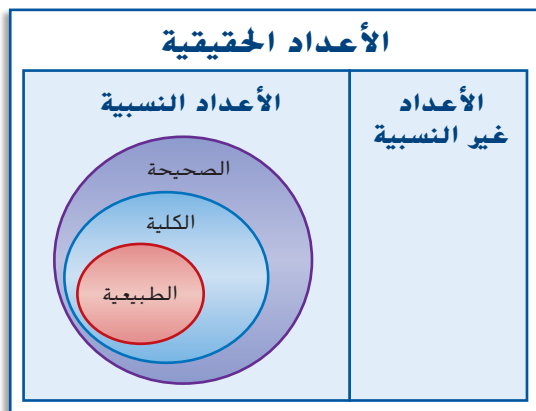 الأعداد الحقيقية
الأعداد
غير النسبية
الأعداد النسبية
الصحيحة
الكلية
الطبيعية